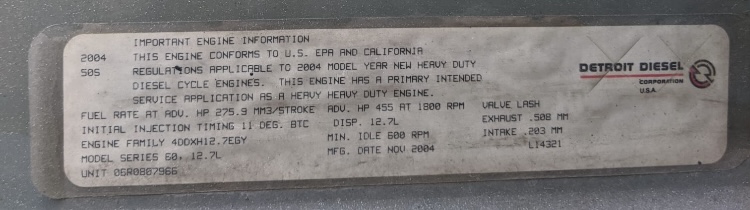 IMPORTANT ENGINE INFORMATION
2004 THIS ENGINE CONFORMS TO U.S. EPA AND CALIFORNIA
50S REGULATIONS APPLICABLE TO 2004 MODEL YEAR NEW HEAVY DUTY
DIESEL CYCLE ENGINES. THIS ENGINE HAS A PRIMARY INTENDED
SERVICE APPLICATION AS A HEAVY HEAVY DUTY ENGINE.
FUEL RATE AT ADV. HP 275.9 MM3/STROKE ADV. HP 455 AT 1800 RPM VALVE LASH
INITIAL INJECTION TIMING 11 DEG. BTC DISP. 12.7L EXHAUST .508 MM
ENGINE FAMILY 4DDXH12.7EGY MIN. IDLE 600 RPM INTAKE .203 MM
MODEL SERIES 60, 12.7L MFG. DATE NOV 2004 L14321
UNIT 06R0807966
DETROIT DIESEL
CORPORATION
U.S.A.